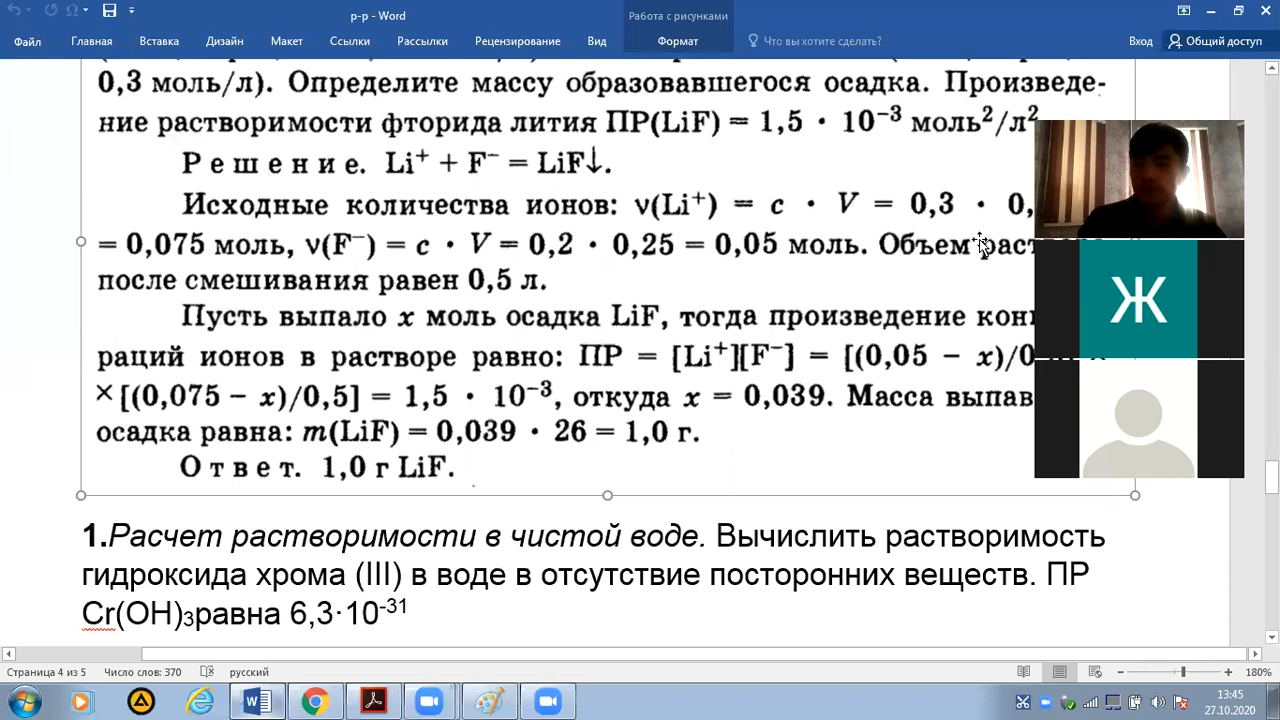 р-р - Word
Работа с рисунками
Файл Главная Вставка Дизайн Макет Ссылки Рассылки Рецензирование Вид Формат Что вы хотите сделать? Вход Общий доступ
0,3 моль/л). Определите массу образовавшегося осадка. Произведе-
ние растворимости фторида лития ПР(LiF) = 1,5 · 10⁻³ моль²/л²
Р е ш е н и е. Li⁺ + F⁻ = LiF↓.
Исходные количества ионов: ν(Li⁺) = c · V = 0,3 · 0,
= 0,075 моль, ν(F⁻) = c · V = 0,2 · 0,25 = 0,05 моль. Объем
после смешивания равен 0,5 л.
Пусть выпало x моль осадка LiF, тогда произведение
раций ионов в растворе равно: ПР = [Li⁺][F⁻] = [(0,05 − x)/0
×[(0,075 − x)/0,5] = 1,5 · 10⁻³, откуда x = 0,039. Масса выпав
осадка равна: m(LiF) = 0,039 · 26 = 1,0 г.
О т в е т. 1,0 г LiF.
Ж
1.Расчет растворимости в чистой воде. Вычислить растворимость
гидроксида хрома (III) в воде в отсутствие посторонних веществ. ПР
Cr(OH)₃равна 6,3·10⁻³¹
Страница 4 из 5 Число слов: 370 русский 180%
13:45
27.10.2020